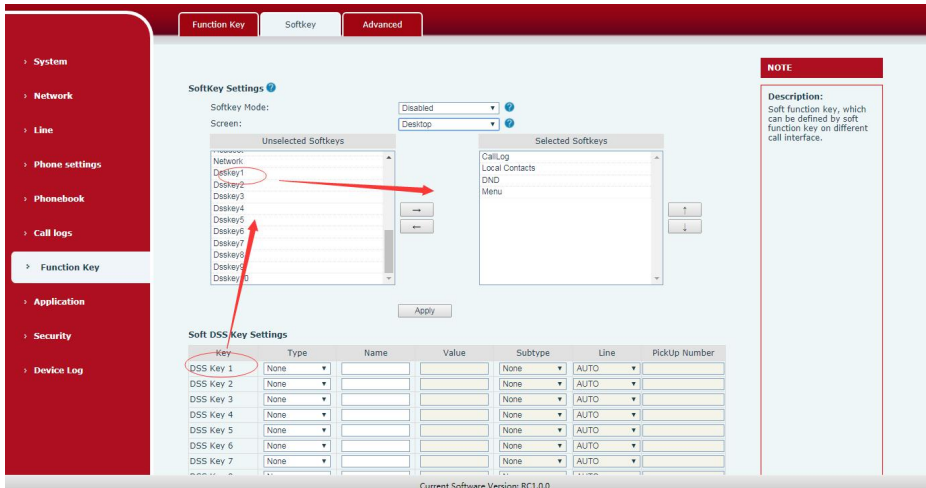 Function Key Softkey Advanced
System
Network
Line
Phone settings
Phonebook
Call logs
Function Key
Application
Security
Device Log
SoftKey Settings
Softkey Mode: Disabled
Screen: Desktop
Unselected Softkeys
Network
Dsskey1
Dsskey2
Dsskey3
Dsskey4
Dsskey5
Dsskey6
Dsskey7
Dsskey8
Dsskey9
→
←
Selected Softkeys
CallLog
Local Contacts
DND
Menu
↑
↓
Apply
Soft DSS Key Settings
Key Type Name Value Subtype Line PickUp Number
DSS Key 1 None None AUTO
DSS Key 2 None None AUTO
DSS Key 3 None None AUTO
DSS Key 4 None None AUTO
DSS Key 5 None None AUTO
DSS Key 6 None None AUTO
DSS Key 7 None None AUTO
NOTE
Description:
Soft function key, which
can be defined by soft
function key on different
call interface.
Current Software Version: RC1.0.0